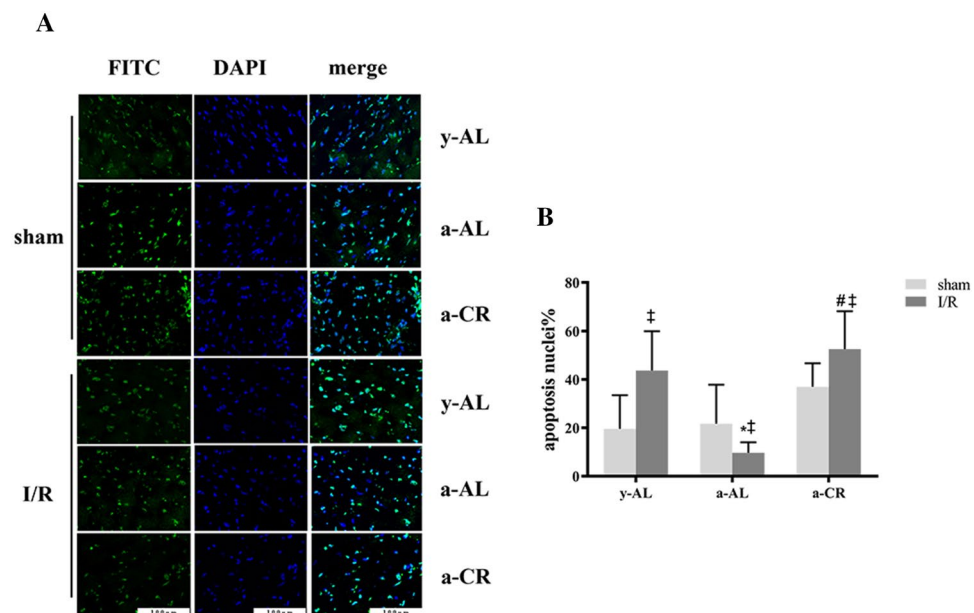 A
FITC DAPI merge
y-AL
a-AL
sham
a-CR
y-AL
I/R
a-AL
a-CR
B
80
60
40
20
0
apoptosis nuclei%
‡
*‡
#‡
y-AL a-AL a-CR
sham
I/R